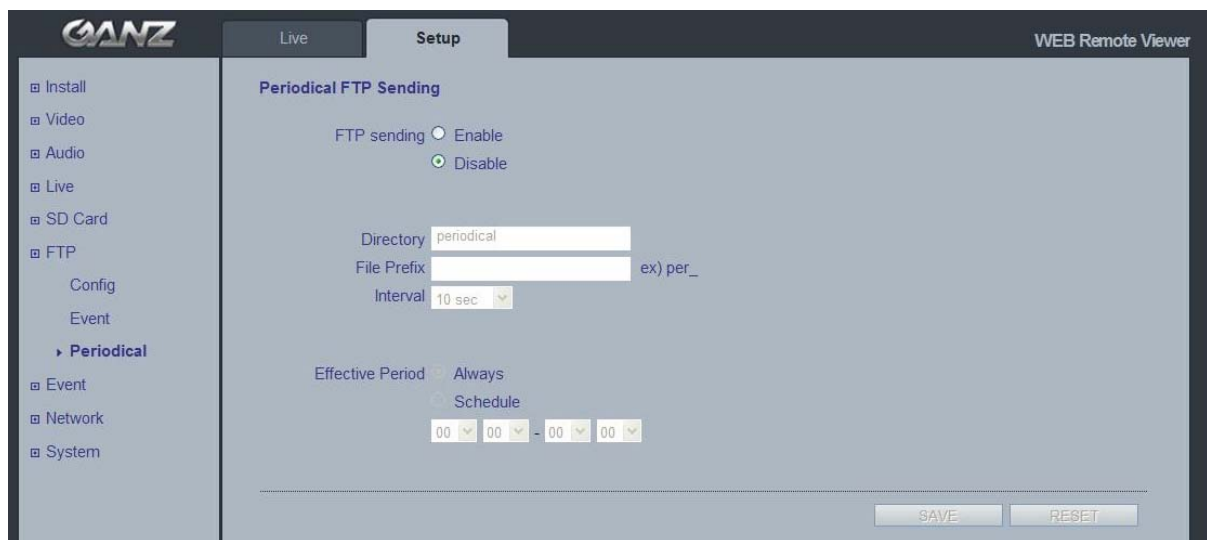 GANZ
Live
Setup
WEB Remote Viewer
Install
Video
Audio
Live
SD Card
FTP
Config
Event
Periodical
Event
Network
System
Periodical FTP Sending
FTP sending Enable
Disable
Directory periodical
File Prefix ex) per_
Interval 10 sec
Effective Period Always
Schedule
00 00 - 00 00
SAVE RESET